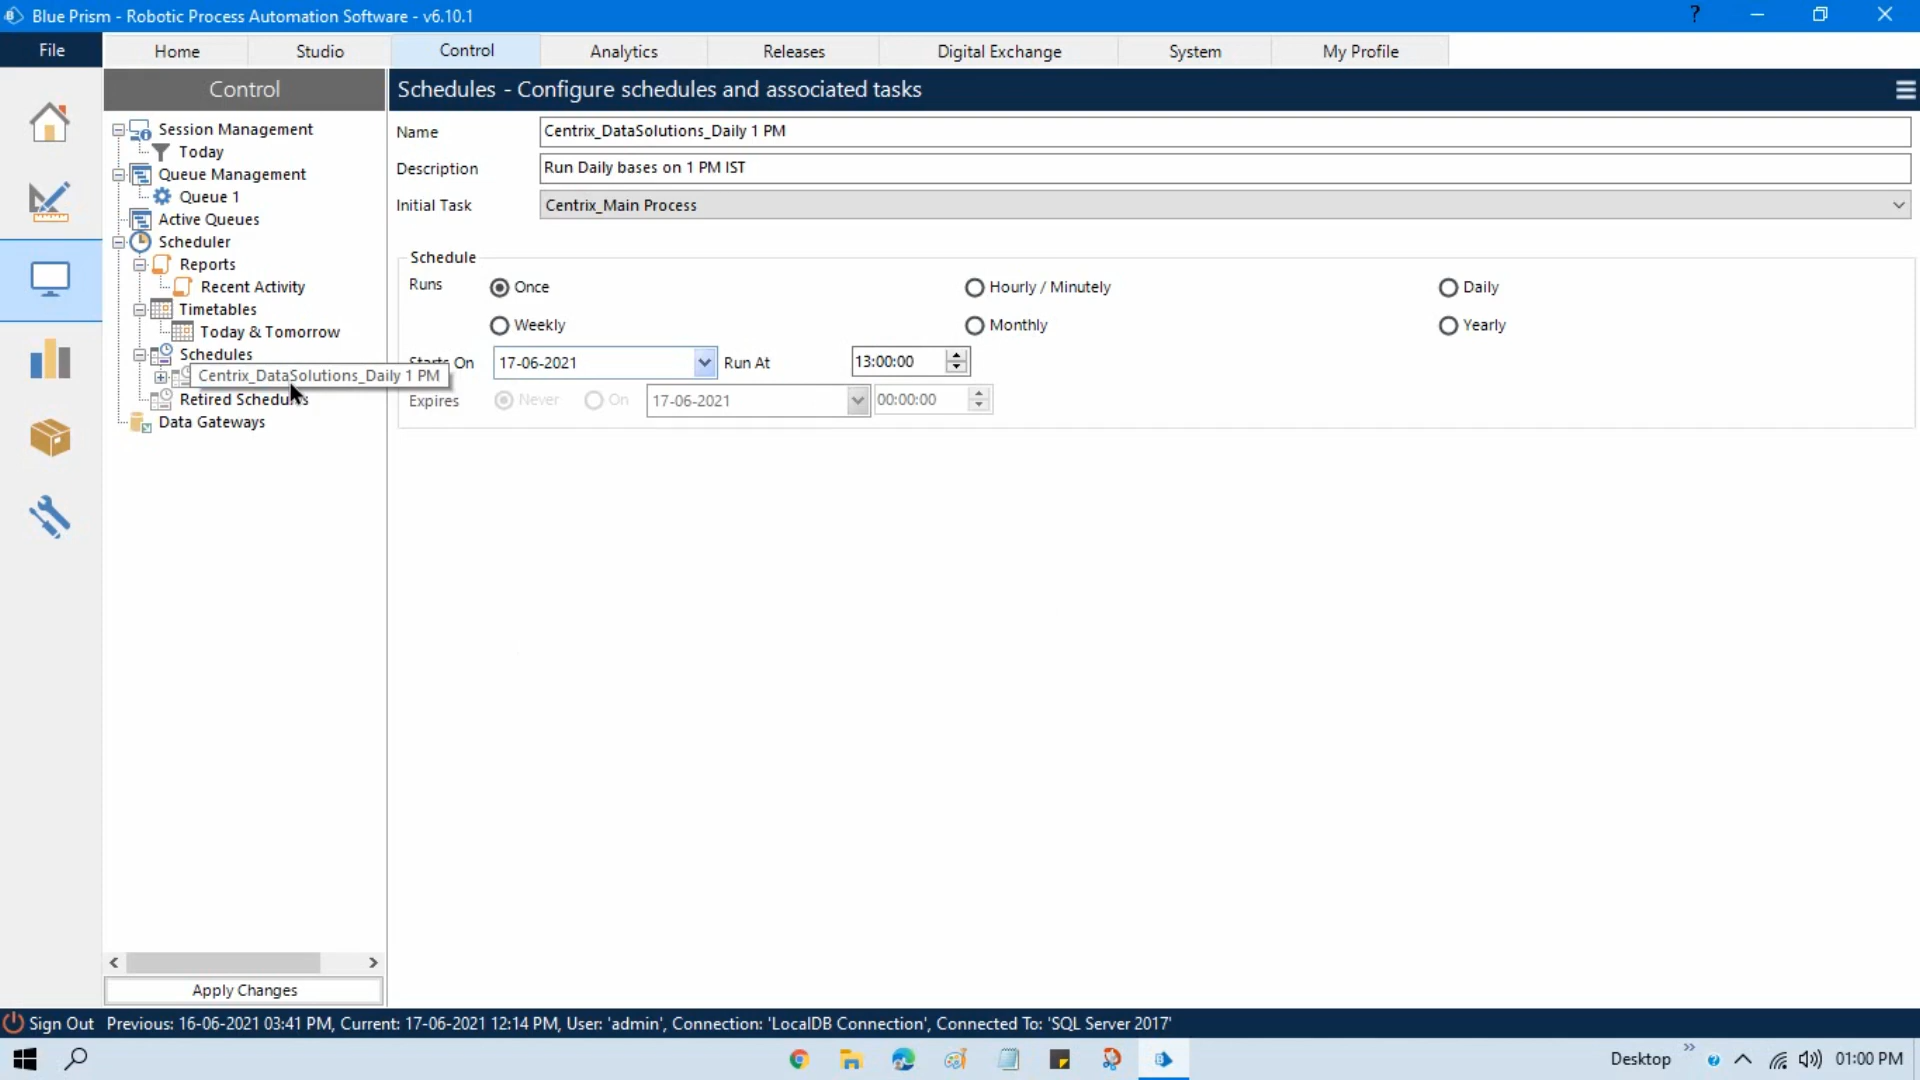 Blue Prism - Robotic Process Automation Software - v6.10.1
?
File Home Studio Control Analytics Releases Digital Exchange System My Profile
Control
Schedules - Configure schedules and associated tasks
Session Management
Today
Queue Management
Queue 1
Active Queues
Scheduler
Reports
Recent Activity
Timetables
Today & Tomorrow
Schedules
Centrix_DataSolutions_Daily 1 PM
Retired Schedules
Data Gateways
Apply Changes
Name Centrix_DataSolutions_Daily 1 PM
Description Run Daily bases on 1 PM IST
Initial Task Centrix_Main Process
Schedule
Runs Once Hourly / Minutely Daily
Weekly Monthly Yearly
Starts On 17-06-2021 Run At 13:00:00
Expires Never On 17-06-2021 00:00:00
Sign Out Previous: 16-06-2021 03:41 PM, Current: 17-06-2021 12:14 PM, User: 'admin', Connection: 'LocalDB Connection', Connected To: 'SQL Server 2017'
Desktop 01:00 PM